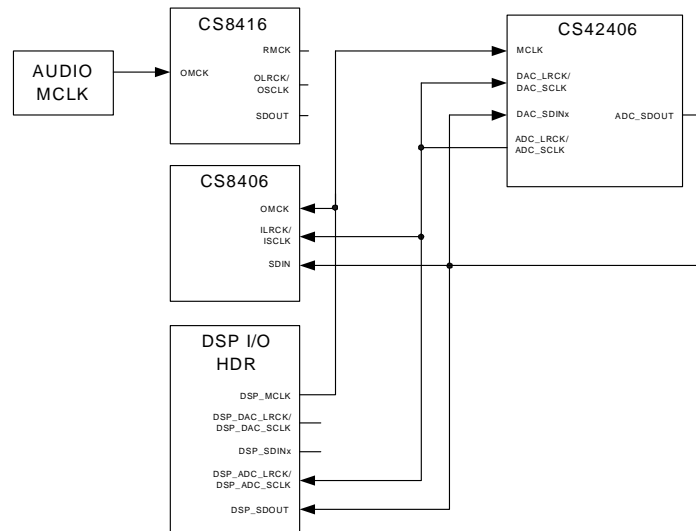 AUDIO
MCLK
CS8416
OMCK
RMCK
OLRCK/
OSCLK
SDOUT
CS42406
MCLK
DAC_LRCK/
DAC_SCLK
DAC_SDINx
ADC_SDOUT
ADC_LRCK/
ADC_SCLK
CS8406
OMCK
ILRCK/
ISCLK
SDIN
DSP I/O
HDR
DSP_MCLK
DSP_DAC_LRCK/
DSP_DAC_SCLK
DSP_SDINx
DSP_ADC_LRCK/
DSP_ADC_SCLK
DSP_SDOUT